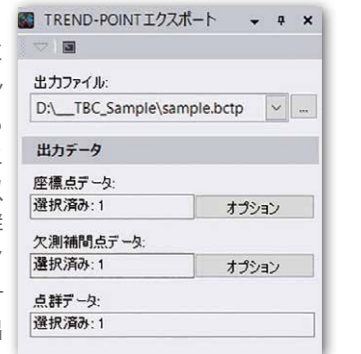 TREND-POINTエクスポート
出力ファイル:
D:\__TBC_Sample\sample.bctp
...
出力データ
座標点データ:
選択済み: 1
オプション
欠測補間点データ:
選択済み: 1
オプション
点群データ:
選択済み: 1